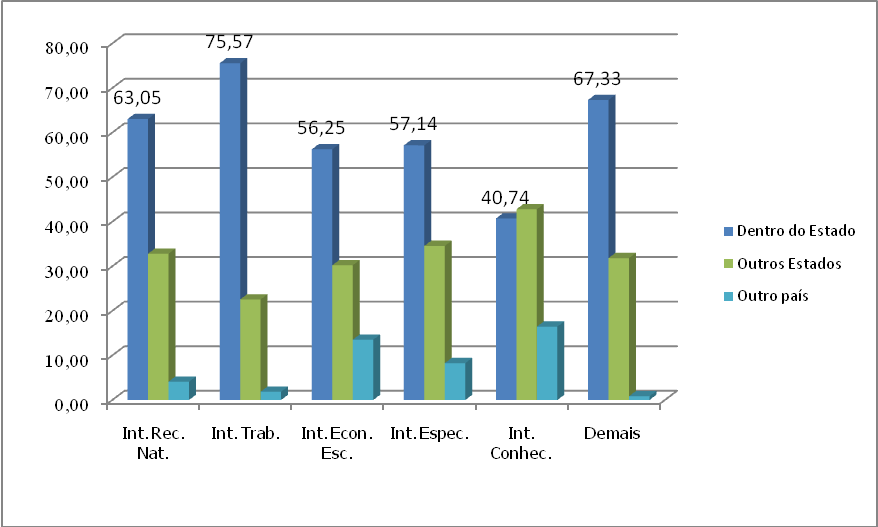 80,00
70,00
60,00
50,00
40,00
30,00
20,00
10,00
0,00
63,05
75,57
56,25
57,14
40,74
67,33
Int.Rec. Nat.
Int. Trab.
Int.Econ. Esc.
Int.Espec.
Int. Conhec.
Demais
Dentro do Estado
Outros Estados
Outro país